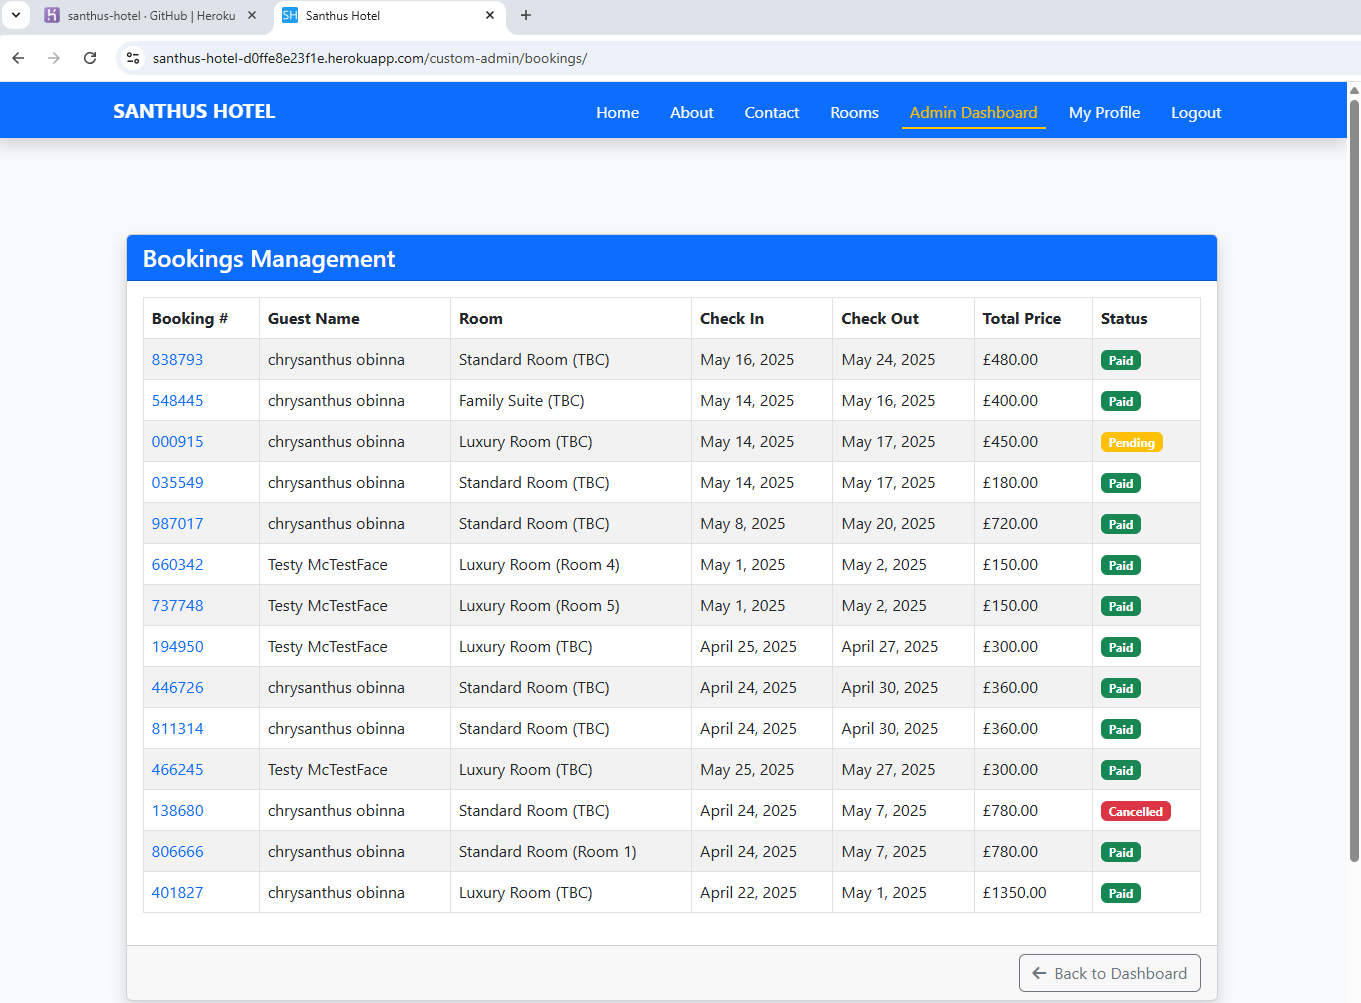 santhus-hotel · GitHub | Heroku
SH Santhus Hotel
santhus-hotel-d0ffe8e23f1e.herokuapp.com/custom-admin/bookings/
SANTHUS HOTEL Home About Contact Rooms Admin Dashboard My Profile Logout
Bookings Management
Booking # Guest Name Room Check In Check Out Total Price Status
838793 chrysanthus obinna Standard Room (TBC) May 16, 2025 May 24, 2025 £480.00 Paid
548445 chrysanthus obinna Family Suite (TBC) May 14, 2025 May 16, 2025 £400.00 Paid
000915 chrysanthus obinna Luxury Room (TBC) May 14, 2025 May 17, 2025 £450.00 Pending
035549 chrysanthus obinna Standard Room (TBC) May 14, 2025 May 17, 2025 £180.00 Paid
987017 chrysanthus obinna Standard Room (TBC) May 8, 2025 May 20, 2025 £720.00 Paid
660342 Testy McTestFace Luxury Room (Room 4) May 1, 2025 May 2, 2025 £150.00 Paid
737748 Testy McTestFace Luxury Room (Room 5) May 1, 2025 May 2, 2025 £150.00 Paid
194950 Testy McTestFace Luxury Room (TBC) April 25, 2025 April 27, 2025 £300.00 Paid
446726 chrysanthus obinna Standard Room (TBC) April 24, 2025 April 30, 2025 £360.00 Paid
811314 chrysanthus obinna Standard Room (TBC) April 24, 2025 April 30, 2025 £360.00 Paid
466245 Testy McTestFace Luxury Room (TBC) May 25, 2025 May 27, 2025 £300.00 Paid
138680 chrysanthus obinna Standard Room (TBC) April 24, 2025 May 7, 2025 £780.00 Cancelled
806666 chrysanthus obinna Standard Room (Room 1) April 24, 2025 May 7, 2025 £780.00 Paid
401827 chrysanthus obinna Luxury Room (TBC) April 22, 2025 May 1, 2025 £1350.00 Paid
Back to Dashboard